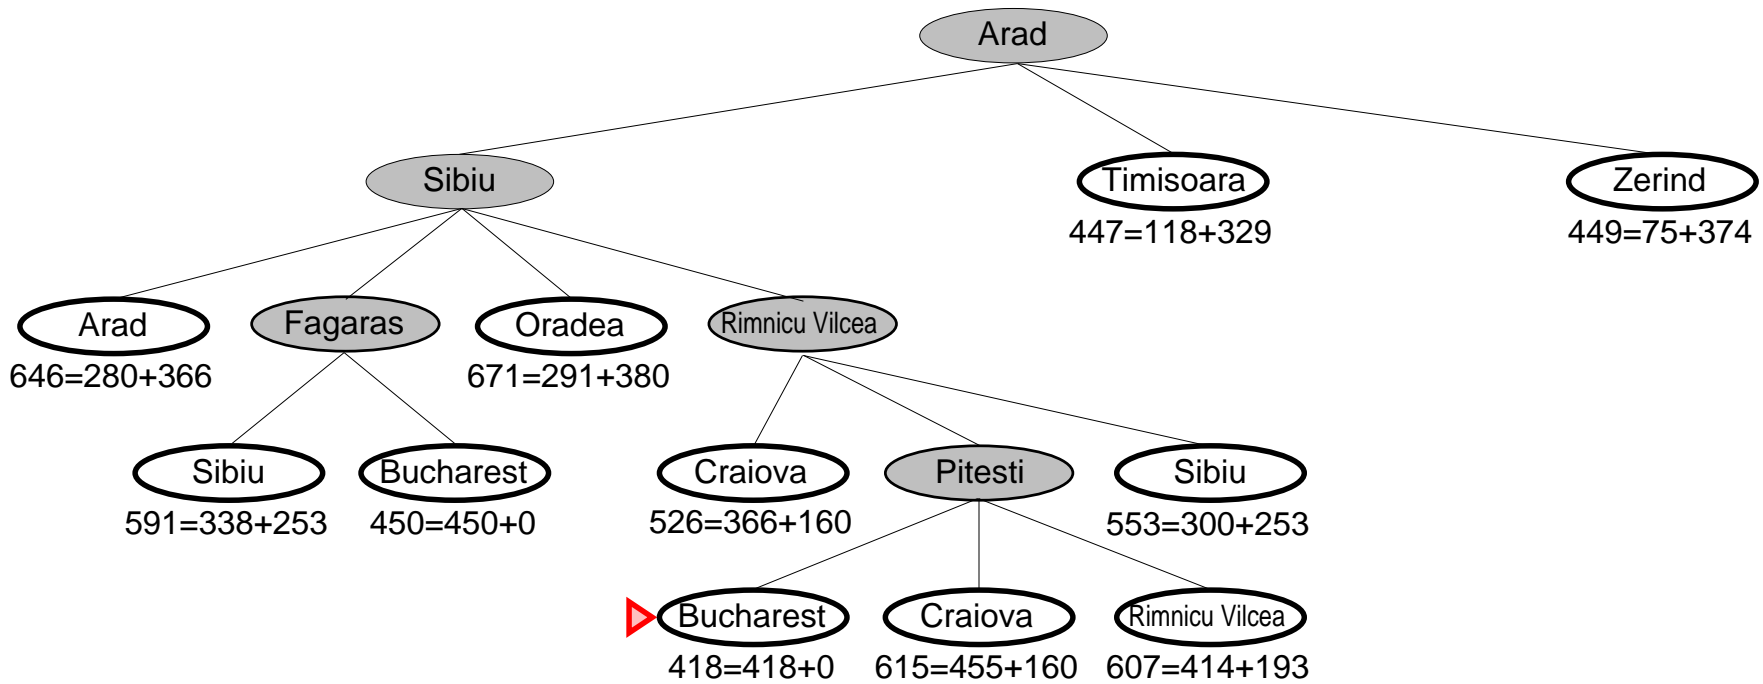 Arad
Sibiu
Timisoara
Zerind
447=118+329
449=75+374
Arad
Fagaras
Oradea
Rimnicu Vilcea
646=280+366
671=291+380
Sibiu
Bucharest
Craiova
Pitesti
Sibiu
591=338+253
450=450+0
526=366+160
553=300+253
Bucharest
Craiova
Rimnicu Vilcea
418=418+0
615=455+160
607=414+193